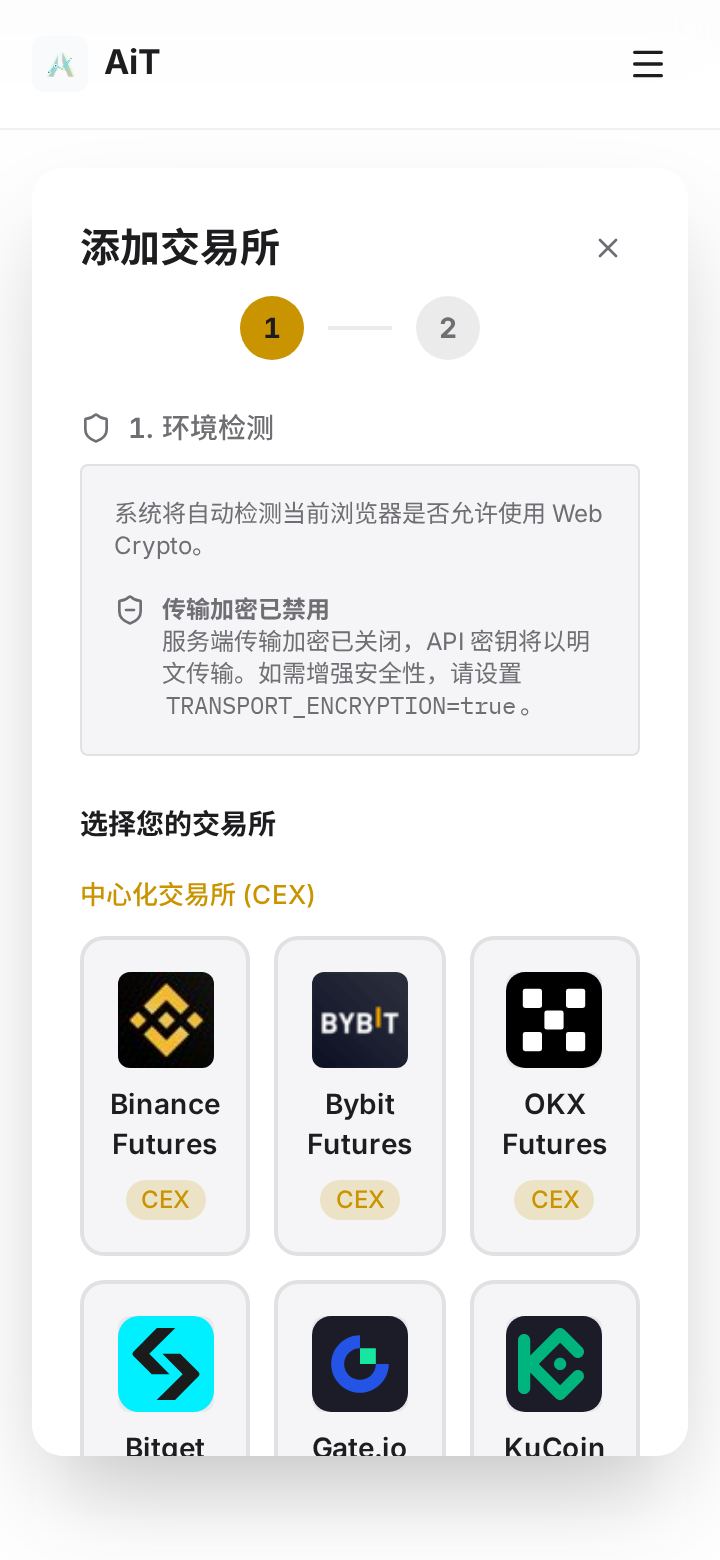 AiT
添加交易所
1
2
1. 环境检测
系统将自动检测当前浏览器是否允许使用 Web
Crypto。
传输加密已禁用
服务端传输加密已关闭，API 密钥将以明
文传输。如需增强安全性，请设置
TRANSPORT_ENCRYPTION=true。
选择您的交易所
中心化交易所 (CEX)
BYBIT
Binance
Futures
CEX
Bybit
Futures
CEX
OKX
Futures
CEX
Bitget
Gate.io
KuCoin